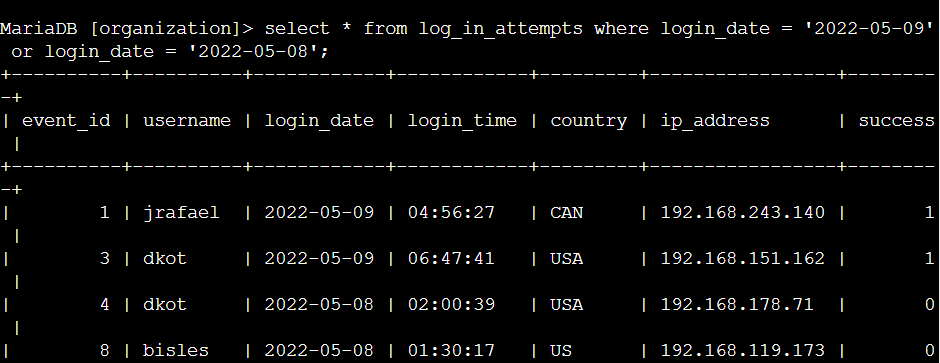 MariaDB [organization]> select * from log_in_attempts where login_date = '2022-05-09'
 or login_date = '2022-05-08';
+----------+----------+------------+------------+---------+-----------------+--------
-+
| event_id | username | login_date | login_time | country | ip_address      | success
 |
+----------+----------+------------+------------+---------+-----------------+--------
-+
|        1 | jrafael  | 2022-05-09 | 04:56:27   | CAN     | 192.168.243.140 |       1
 |
|        3 | dkot     | 2022-05-09 | 06:47:41   | USA     | 192.168.151.162 |       1
 |
|        4 | dkot     | 2022-05-08 | 02:00:39   | USA     | 192.168.178.71  |       0
 |
|        8 | bisles   | 2022-05-08 | 01:30:17   | US      | 192.168.119.173 |       0